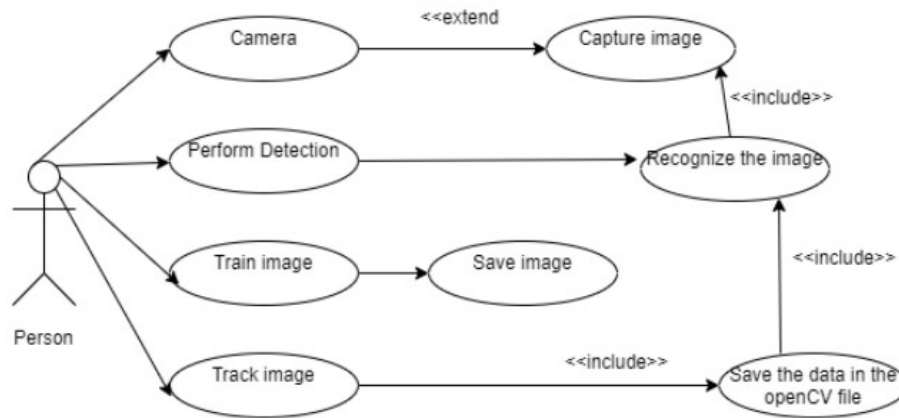 <<extend
Camera
Capture image
<<include>>
Perform Detection
Recognize the image
<<include>>
Train image
Save image
Person
<<include>>
Track image
Save the data in the
openCV file